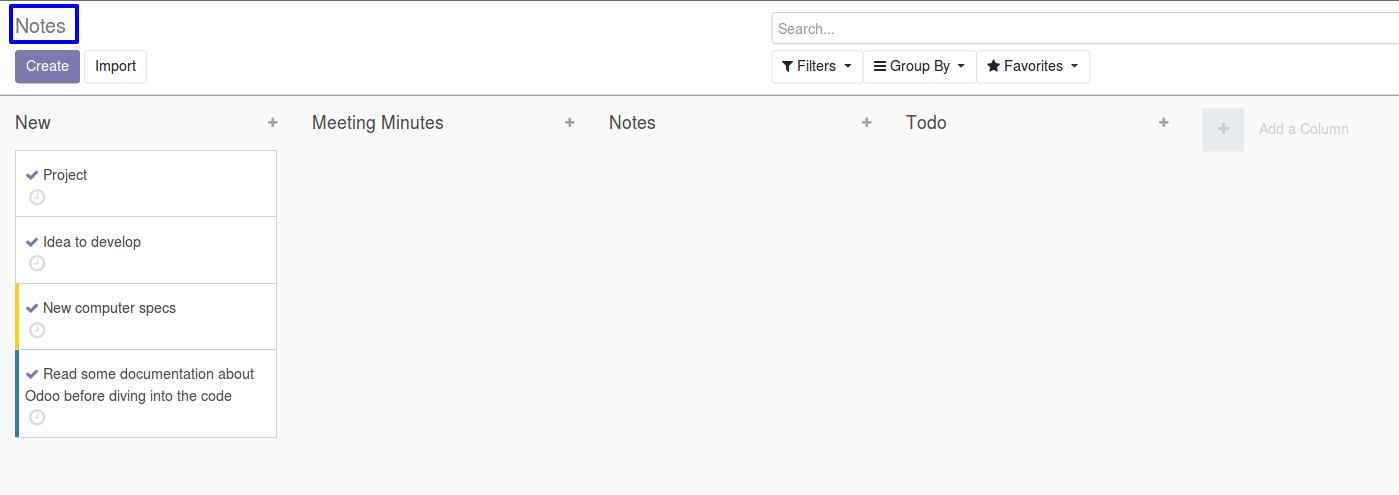 Notes
Search...
Create Import
Filters Group By Favorites
New Meeting Minutes Notes Todo Add a Column
Project
Idea to develop
New computer specs
Read some documentation about
Odoo before diving into the code